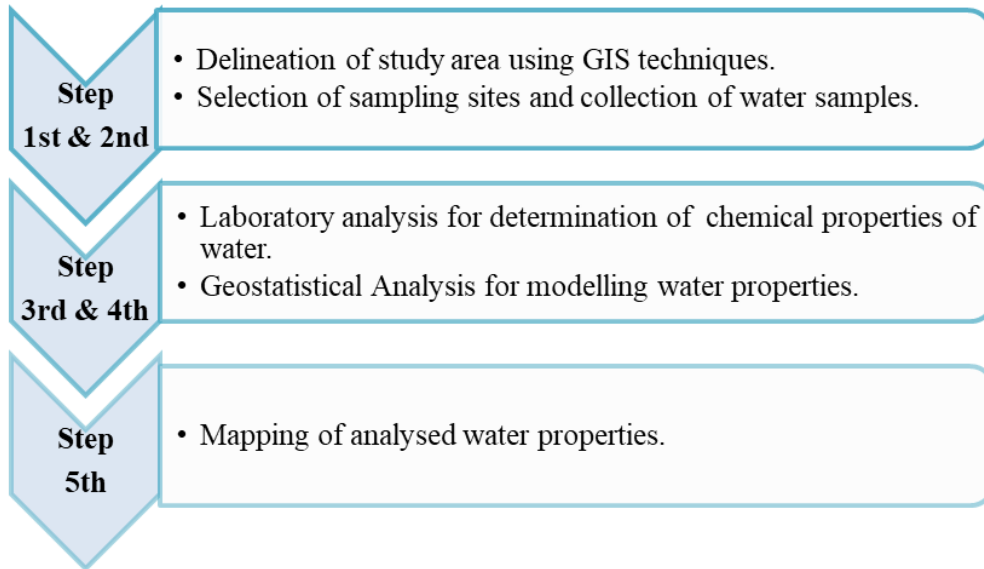 Step
1st & 2nd
• Delineation of study area using GIS techniques.
• Selection of sampling sites and collection of water samples.
Step
3rd & 4th
• Laboratory analysis for determination of chemical properties of
water.
• Geostatistical Analysis for modelling water properties.
Step
5th
• Mapping of analysed water properties.